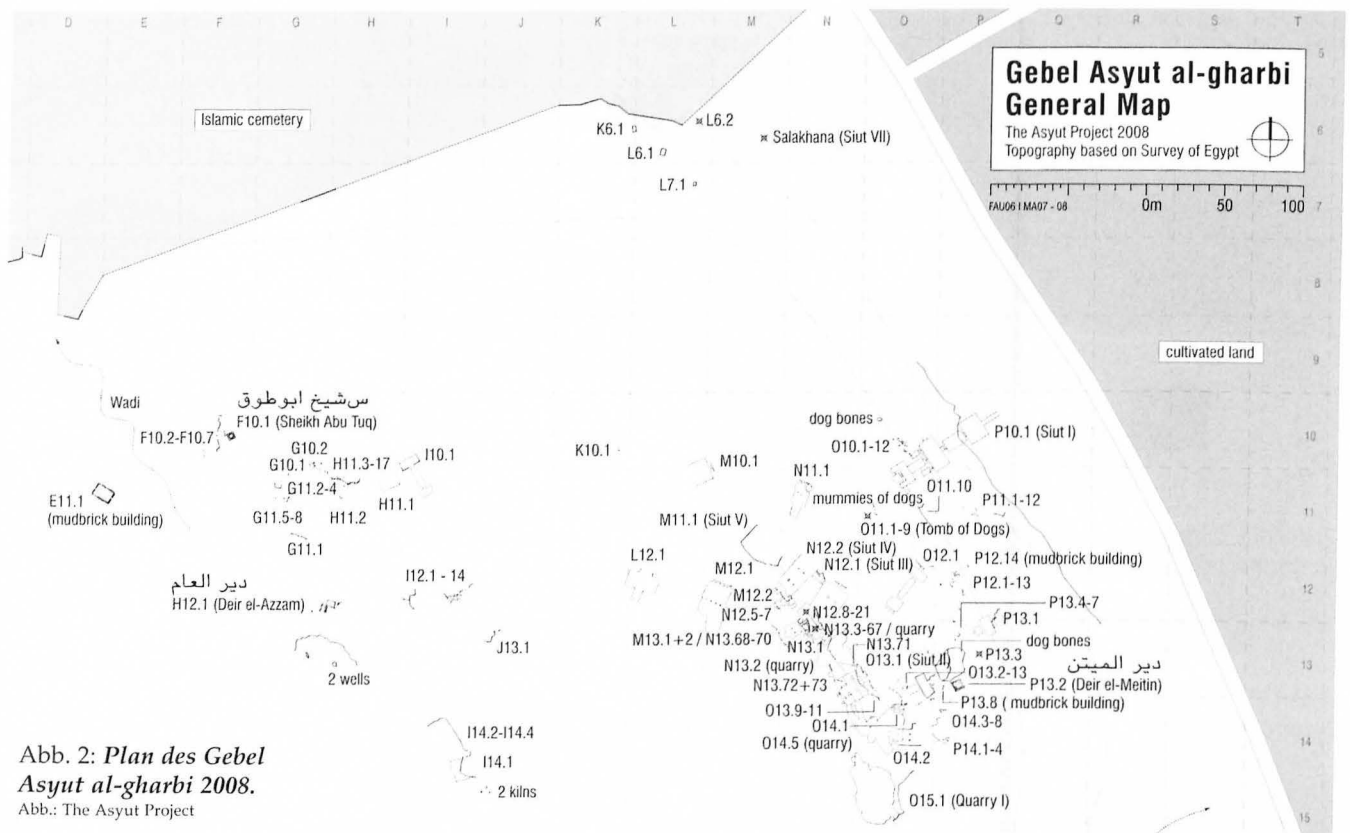 D E F G H I J K L M N O P Q R S T
5
Gebel Asyut al-gharbi
General Map
The Asyut Project 2008
Topography based on Survey of Egypt
Islamic cemetery
K6.1
L6.2
Salakhana (Siut VII)
6
L6.1
L7.1
FAU06 I MA07 - 08
0m 50 100
7
8
cultivated land
9
Wadi
س شيخ ابو طوق
F10.1 (Sheikh Abu Tuq)
F10.2-F10.7
G10.2
G10.1
H11.3-17
I10.1
K10.1
M10.1
dog bones
O10.1-12
P10.1 (Siut I)
10
E11.1
(mudbrick building)
G11.2-4
H11.1
G11.5-8
H11.2
G11.1
N11.1
mummies of dogs
O11.10
P11.1-12
M11.1 (Siut V)
O11.1-9 (Tomb of Dogs)
11
دير العام
H12.1 (Deir el-Azzam)
I12.1 - 14
L12.1
M12.1
N12.2 (Siut IV)
N12.1 (Siut III)
O12.1
P12.14 (mudbrick building)
P12.1-13
M12.2
N12.5-7
N12.8-21
12
P13.4-7
P13.1
N13.3-67 / quarry
M13.1+2 / N13.68-70
J13.1
2 wells
N13.1
N13.71
dog bones
O13.1 (Siut II)
P13.3
دير الميتن
N13.2 (quarry)
O13.2-13
13
N13.72+73
P13.2 (Deir el-Meitin)
P13.8 ( mudbrick building)
O13.9-11
O14.1
O14.3-8
I14.2-I14.4
O14.5 (quarry)
O14.2
P14.1-4
14
I14.1
2 kilns
O15.1 (Quarry I)
15
Abb. 2: Plan des Gebel
Asyut al-gharbi 2008.
Abb.: The Asyut Project